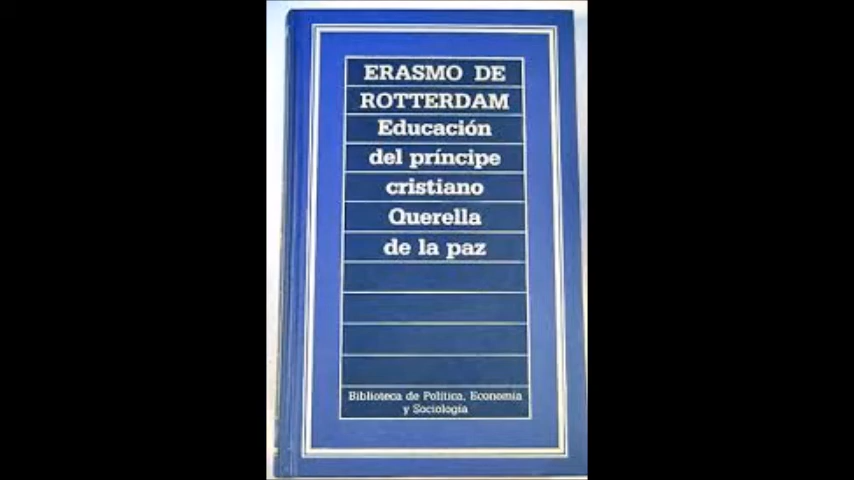 ERASMO DE
ROTTERDAM
Educación
del príncipe
cristiano
Querella
de la paz
Biblioteca de Política, Economía
y Sociología